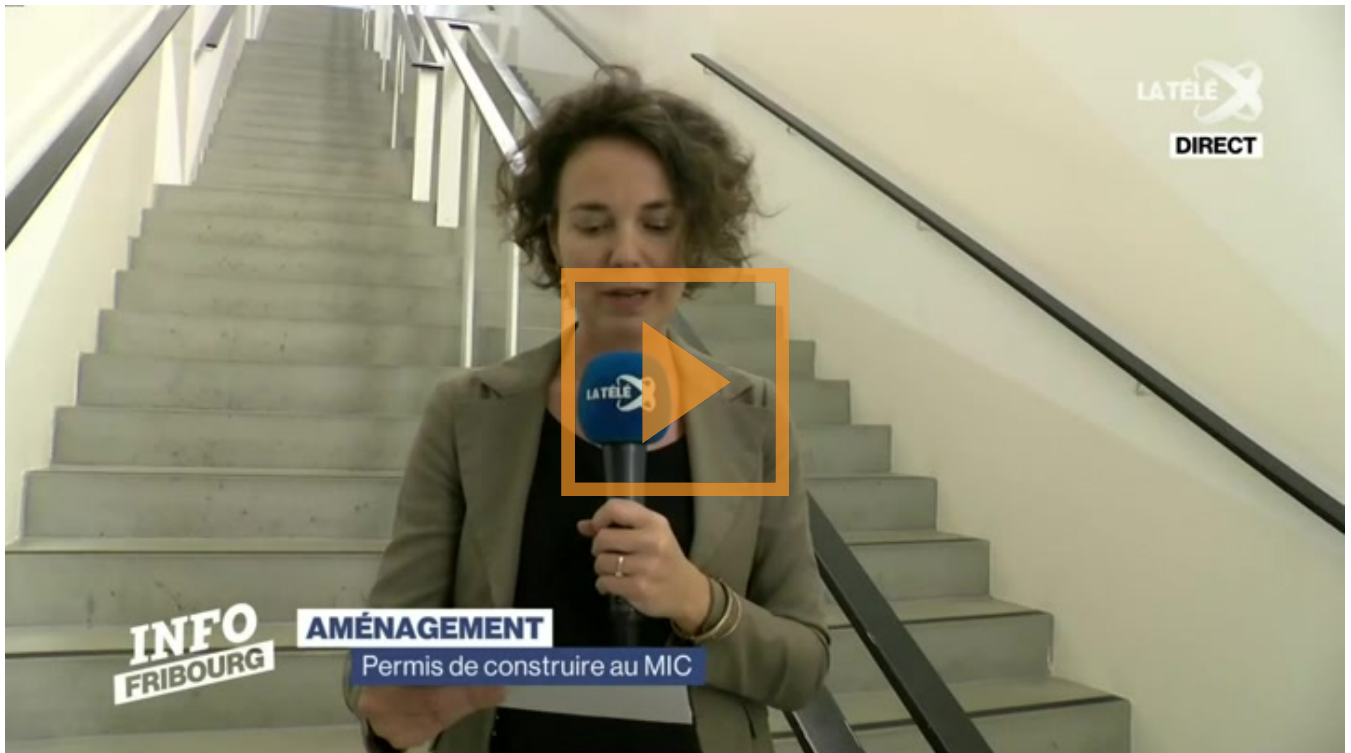 LA TÉLÉ
DIRECT
LA TÉLÉ
INFO
FRIBOURG
AMÉNAGEMENT
Permis de construire au MIC